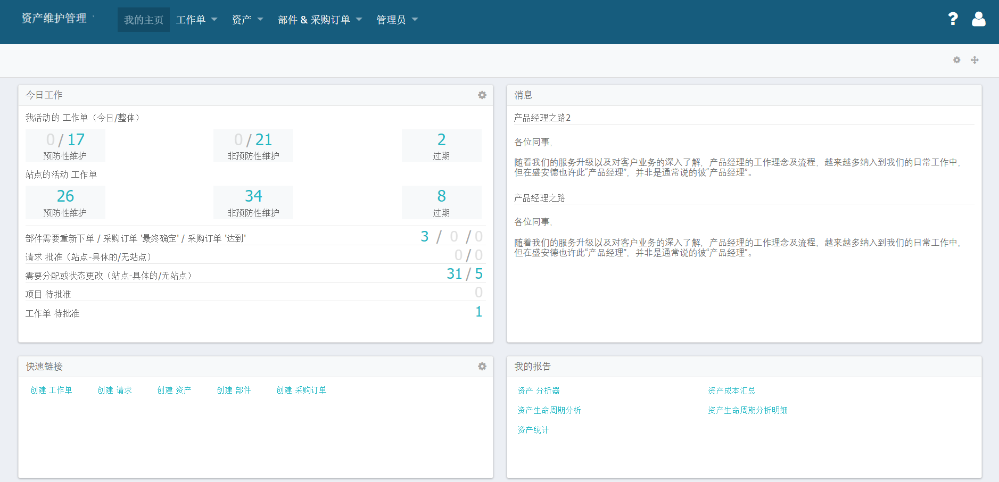 资产维护管理
我的主页 工作单 资产 部件 & 采购订单 管理员
今日工作
我活动的 工作单（今日/整体）
0 / 17 0 / 21 2
预防性维护 非预防性维护 过期
站点的活动 工作单
26 34 8
预防性维护 非预防性维护 过期
部件需要重新下单 / 采购订单 '最终确定' / 采购订单 '达到' 3 / 0 / 0
请求 批准（站点-具体的/无站点） 0 / 0
需要分配或状态更改（站点-具体的/无站点） 31 / 5
项目 待批准 0
工作单 待批准 1
消息
产品经理之路2
各位同事，
随着我们的服务升级以及对客户业务的深入了解，产品经理的工作理念及流程，越来越多纳入到我们的日常工作中，
但在盛安德也许此“产品经理”，并非是通常说的彼“产品经理”。
产品经理之路
各位同事，
随着我们的服务升级以及对客户业务的深入了解，产品经理的工作理念及流程，越来越多纳入到我们的日常工作中，
但在盛安德也许此“产品经理”，并非是通常说的彼“产品经理”。
快速链接
创建 工作单 创建 请求 创建 资产 创建 部件 创建 采购订单
我的报告
资产 分析器 资产成本汇总
资产生命周期分析 资产生命周期分析明细
资产统计